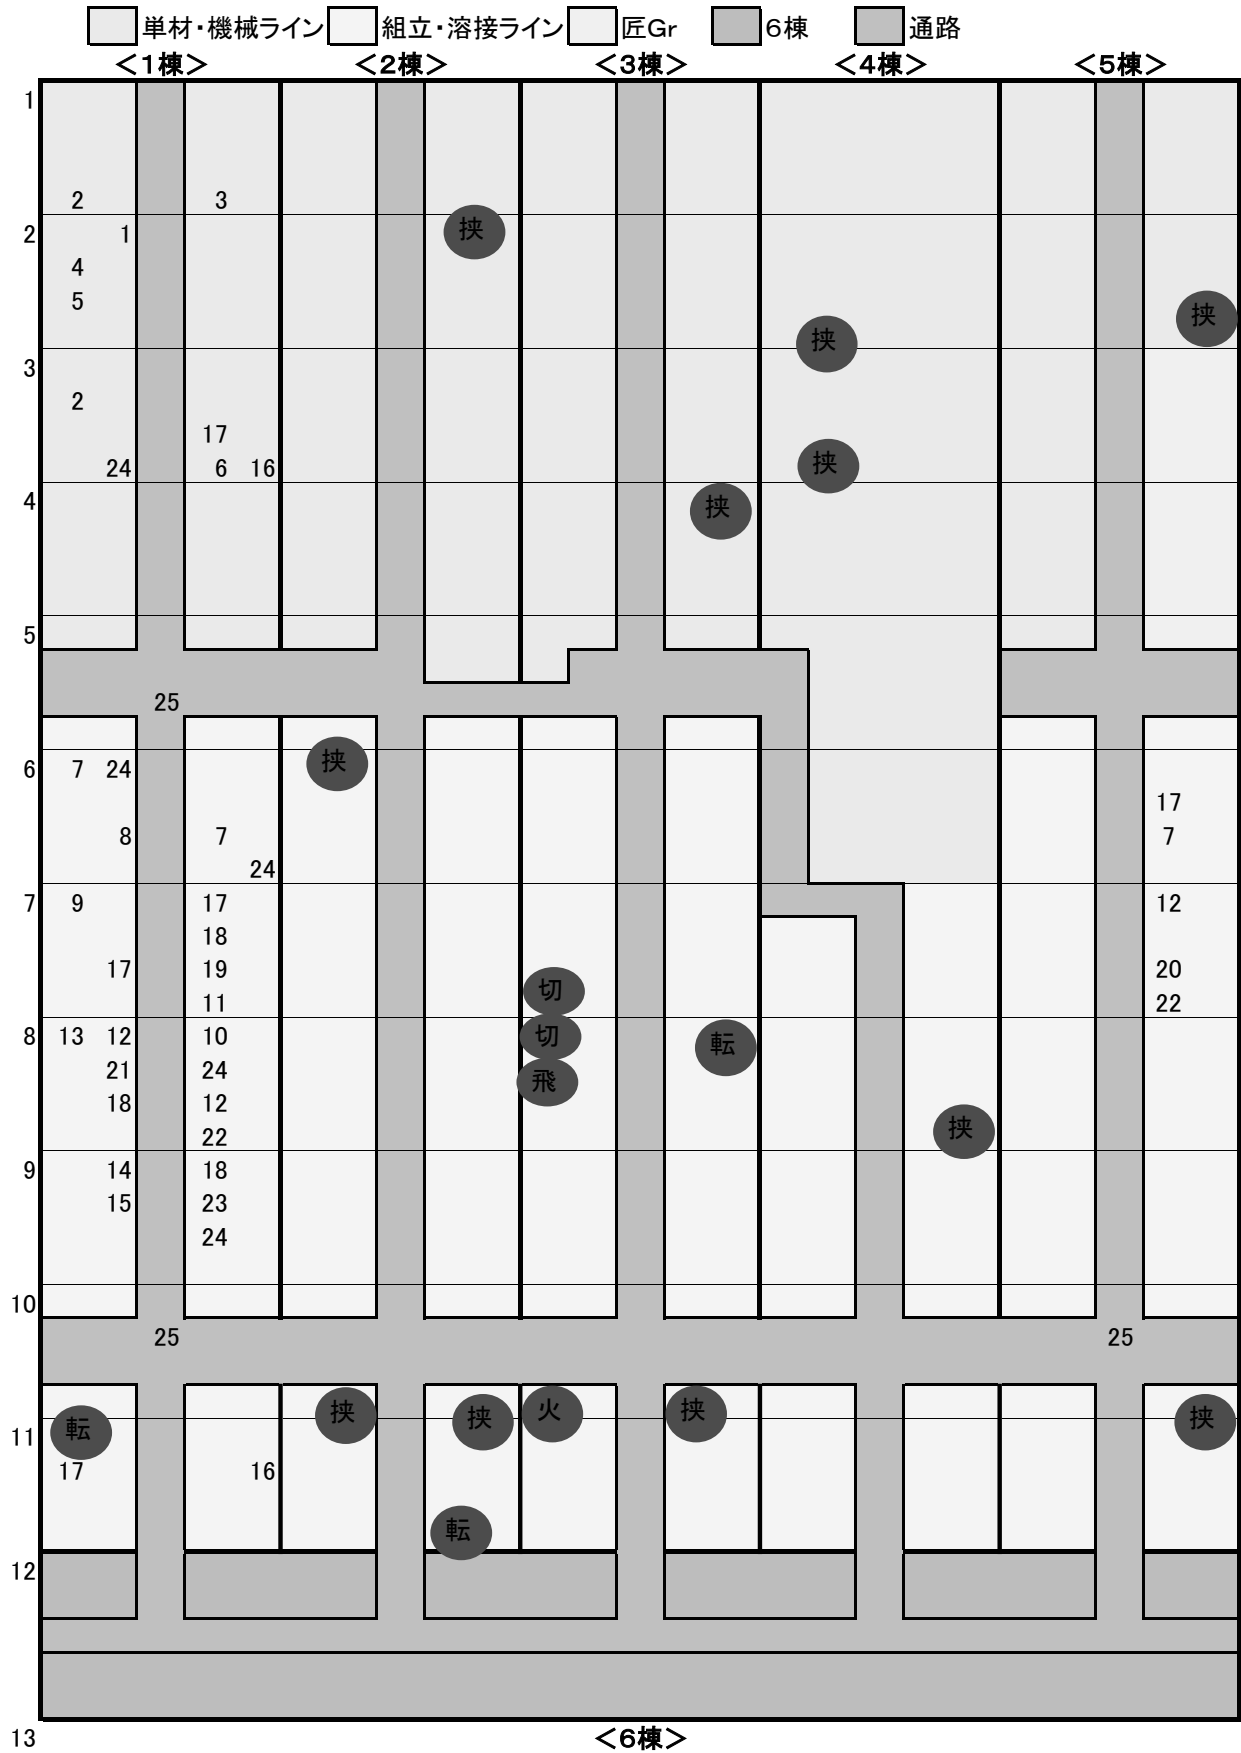 単材・機械ライン 組立・溶接ライン 匠Gr 6棟 通路
＜1棟＞ ＜2棟＞ ＜3棟＞ ＜4棟＞ ＜5棟＞
1
2 3
2 1 挟
4
5 挟
挟
3
2
17
24 6 16 挟
4 挟
5
25
6 7 24 挟
17
8 7 7
24
7 9 17 12
18
17 19 20
切
11 22
8 13 12 10 切 転
21 24 飛
18 12
22 挟
9 14 18
15 23
24
10
25 25
挟 挟 火 挟 挟
転
11
17 16
転
12
13 ＜6棟＞